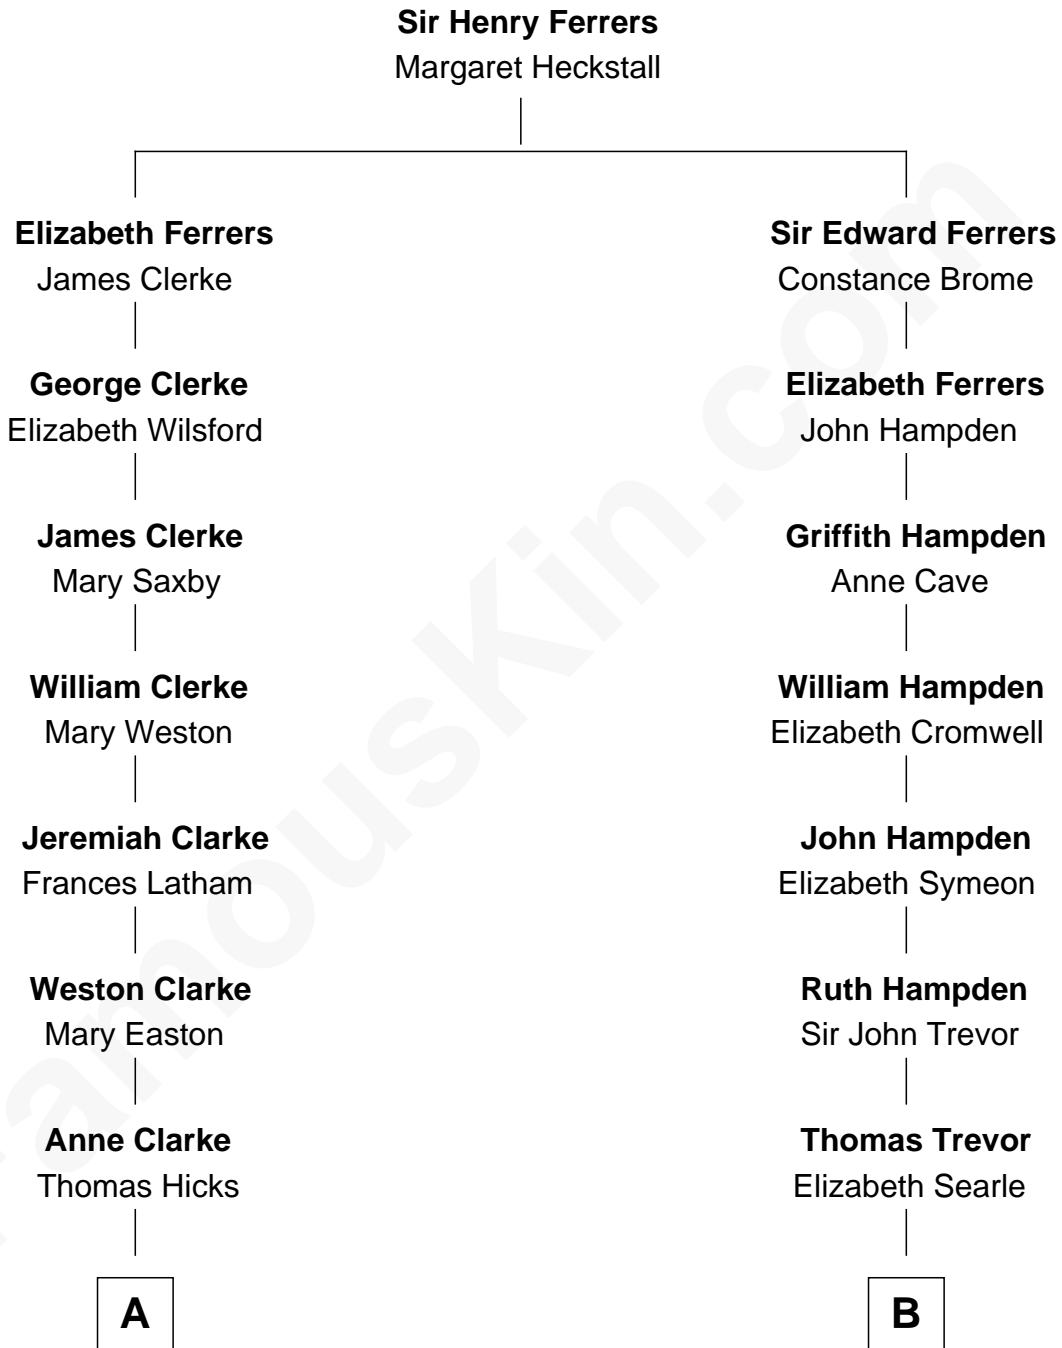 Sir Henry Ferrers
Margaret Heckstall
Elizabeth Ferrers
James Clerke
Sir Edward Ferrers
Constance Brome
George Clerke
Elizabeth Wilsford
Elizabeth Ferrers
John Hampden
James Clerke
Mary Saxby
Griffith Hampden
Anne Cave
William Clerke
Mary Weston
William Hampden
Elizabeth Cromwell
Jeremiah Clarke
Frances Latham
John Hampden
Elizabeth Symeon
Weston Clarke
Mary Easton
Ruth Hampden
Sir John Trevor
Anne Clarke
Thomas Hicks
Thomas Trevor
Elizabeth Searle
A
B
FamousKin.com